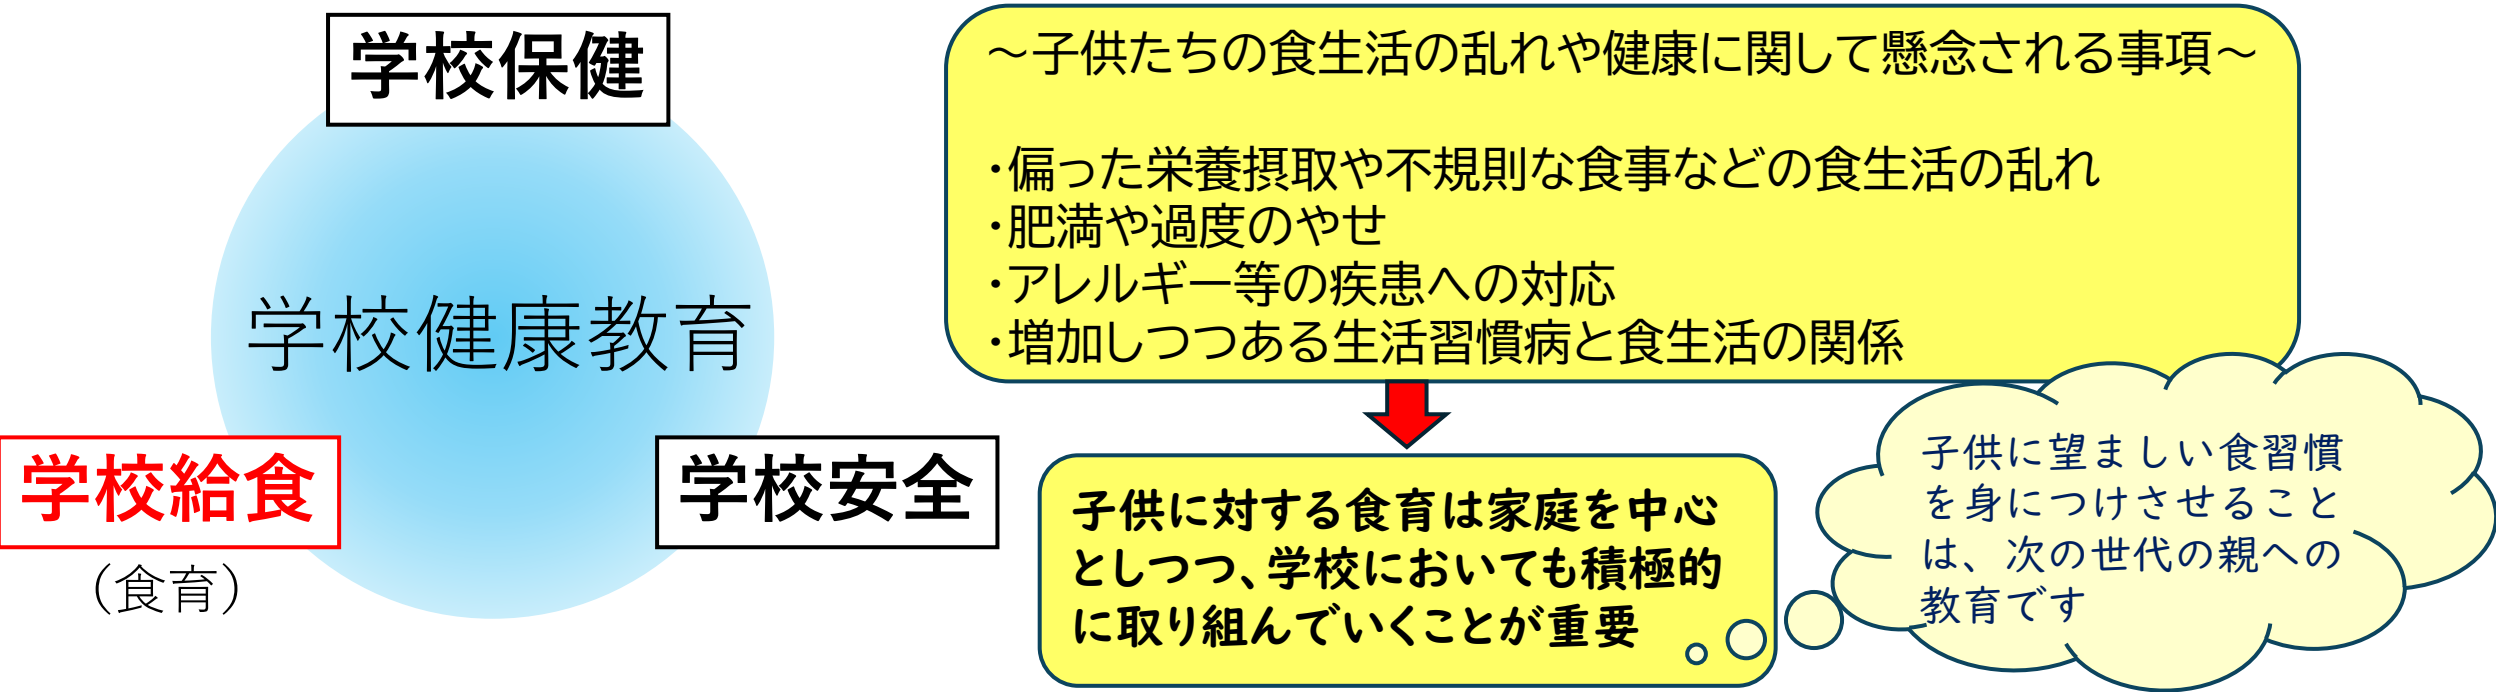 学校保健
学校健康教育
学校給食
(食育)
学校安全
～子供たちの食生活の乱れや健康に関して懸念される事項～
・偏った栄養摂取や不規則な食事などの食生活の乱れ
・肥満や過度のやせ
・アレルギー等の疾患への対応
・増加しつつある生活習慣病と食生活の関係
子供に対する食育は家庭を中心
としつつ、学校においても積極的
に取り組んでいくことが重要
子供に望ましい食習慣
を身につけさせること
は、次の世代の親への
教育です